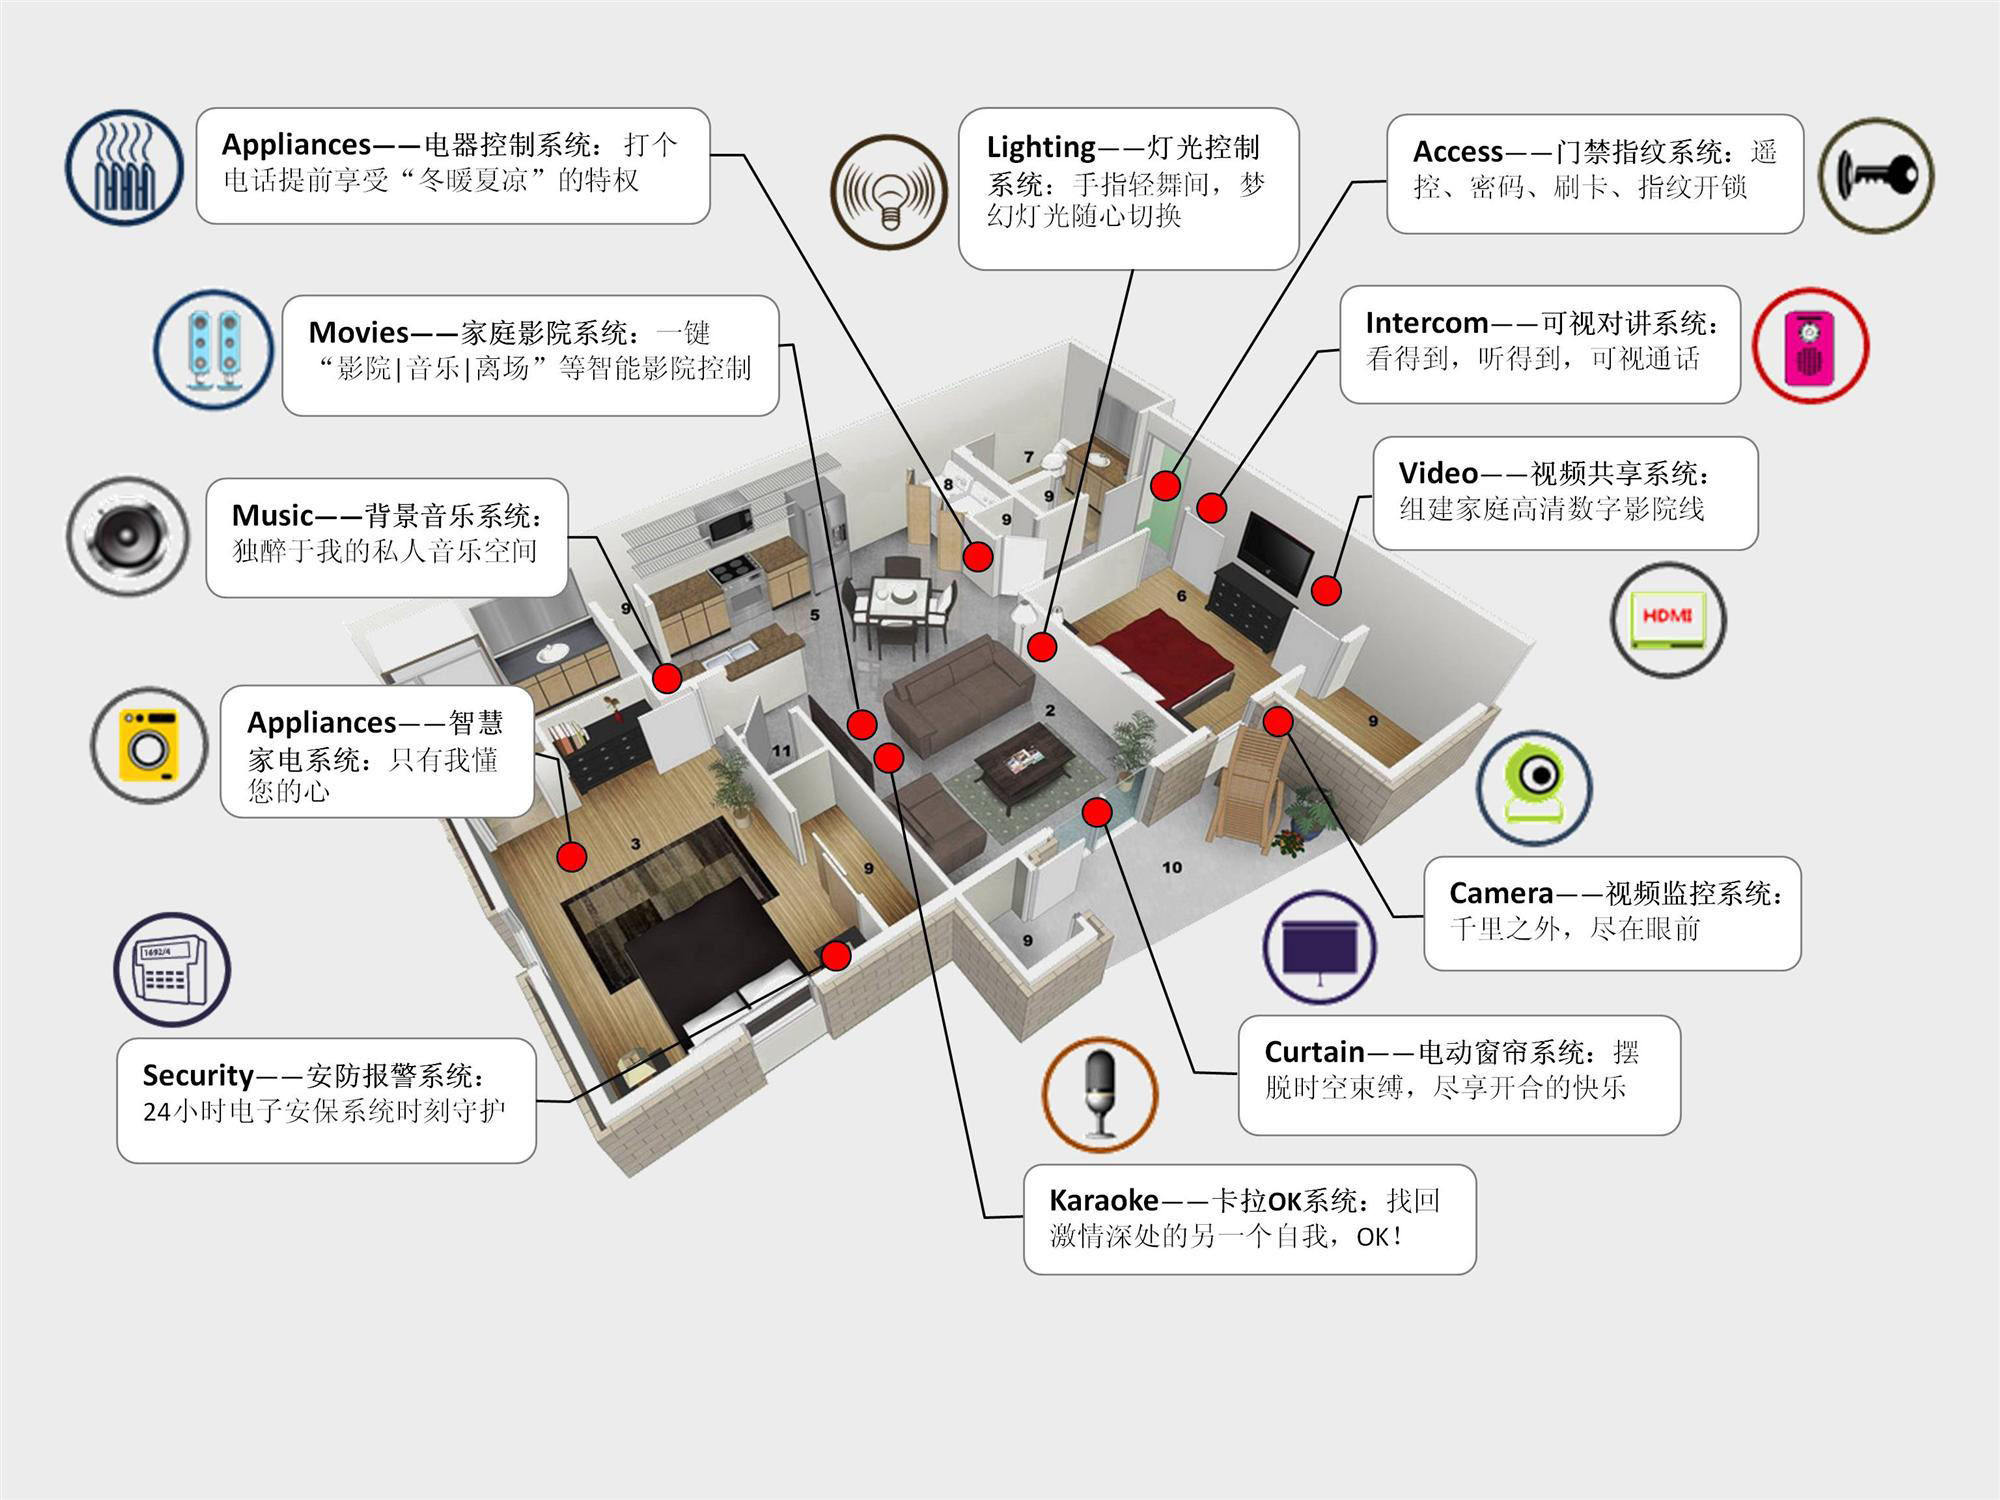 Appliances——电器控制系统：打个
电话提前享受“冬暖夏凉”的特权
Lighting——灯光控制
系统：手指轻舞间，梦
幻灯光随心切换
Access——门禁指纹系统：遥
控、密码、刷卡、指纹开锁
Movies——家庭影院系统：一键
“影院|音乐|离场”等智能影院控制
Intercom——可视对讲系统：
看得到，听得到，可视通话
Music——背景音乐系统：
独醉于我的私人音乐空间
Video——视频共享系统：
组建家庭高清数字影院线
HDMI
Appliances——智慧
家电系统：只有我懂
您的心
Camera——视频监控系统：
千里之外，尽在眼前
1692/4
Security——安防报警系统：
24小时电子安保系统时刻守护
Curtain——电动窗帘系统：摆
脱时空束缚，尽享开合的快乐
Karaoke——卡拉OK系统：找回
激情深处的另一个自我，OK！
7
8
9
9
9
5
6
2
9
11
3
9
10
9